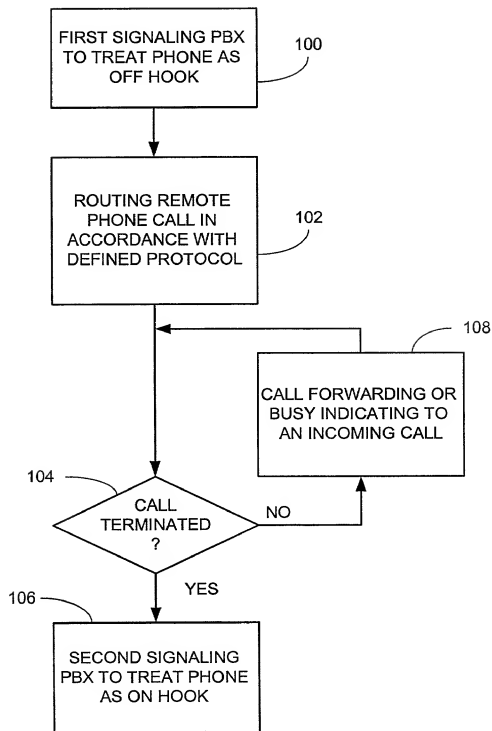 FIRST SIGNALING PBX
TO TREAT PHONE AS
OFF HOOK
100
ROUTING REMOTE
PHONE CALL IN
ACCORDANCE WITH
DEFINED PROTOCOL
102
108
CALL FORWARDING OR
BUSY INDICATING TO
AN INCOMING CALL
104
CALL
TERMINATED
?
NO
YES
106
SECOND SIGNALING
PBX TO TREAT PHONE
AS ON HOOK